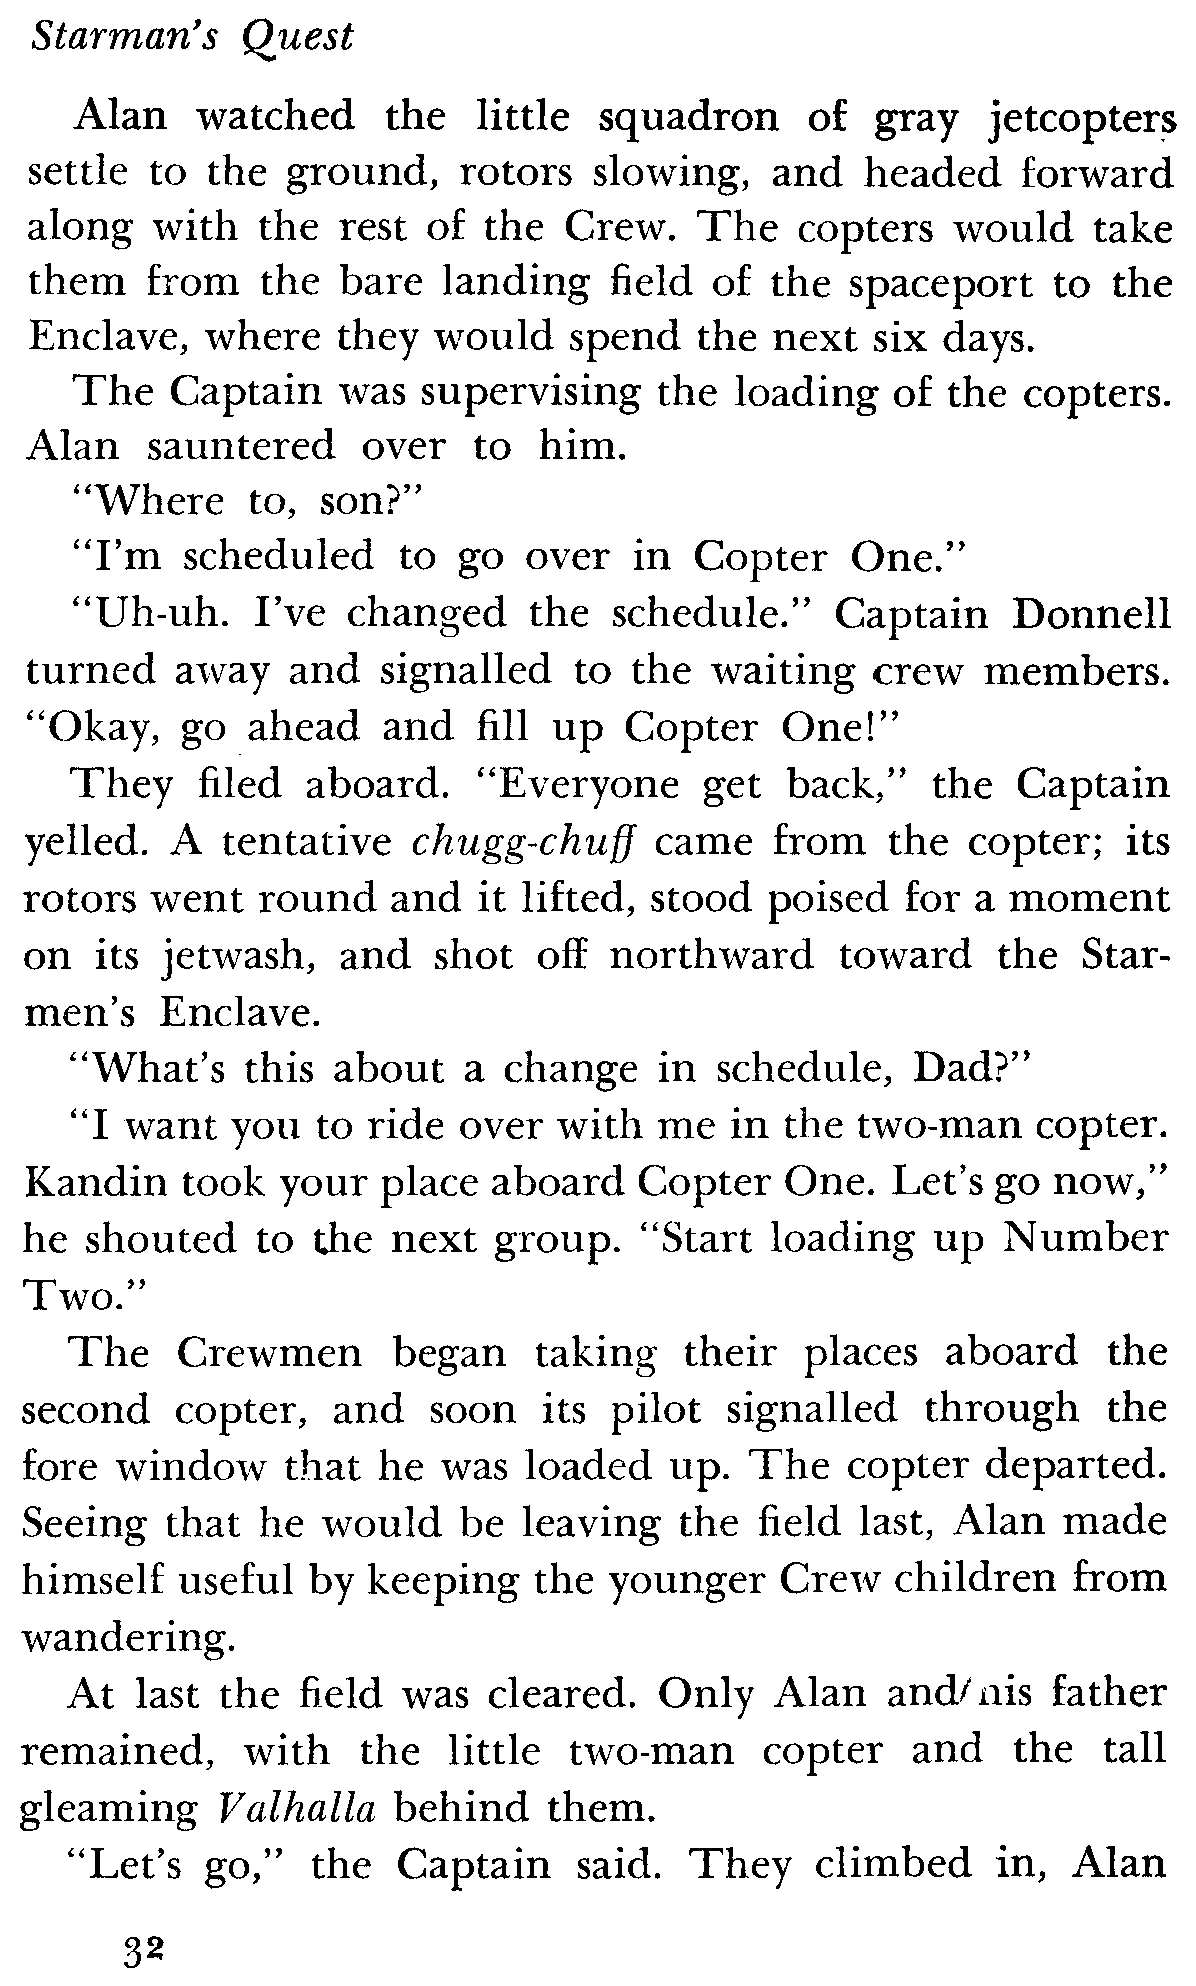 Starman's Quest
Alan watched the little squadron of gray jetcopters
settle to the ground, rotors slowing, and headed forward
along with the rest of the Crew. The copters would take
them from the bare landing field of the spaceport to the
Enclave, where they would spend the next six days.
The Captain was supervising the loading of the copters.
Alan sauntered over to him.
“Where to, son?”
“I'm scheduled to go over in Copter One.”
“Uh-uh. I've changed the schedule.” Captain Donnell
turned away and signalled to the waiting crew members.
“Okay, go ahead and fill up Copter One!”
They filed aboard. “Everyone get back,” the Captain
yelled. A tentative chugg-chuff came from the copter; its
rotors went round and it lifted, stood poised for a moment
on its jetwash, and shot off northward toward the Star-
men's Enclave.
“What's this about a change in schedule, Dad?”
“I want you to ride over with me in the two-man copter.
Kandin took your place aboard Copter One. Let's go now,”
he shouted to the next group. “Start loading up Number
Two.”
The Crewmen began taking their places aboard the
second copter, and soon its pilot signalled through the
fore window that he was loaded up. The copter departed.
Seeing that he would be leaving the field last, Alan made
himself useful by keeping the younger Crew children from
wandering.
At last the field was cleared. Only Alan and his father
remained, with the little two-man copter and the tall
gleaming Valhalla behind them.
“Let's go,” the Captain said. They climbed in, Alan
32